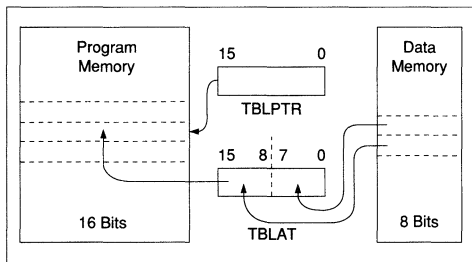 Program
Memory
15 0
TBLPTR
Data
Memory
15 8 7 0
TBLAT
16 Bits
8 Bits